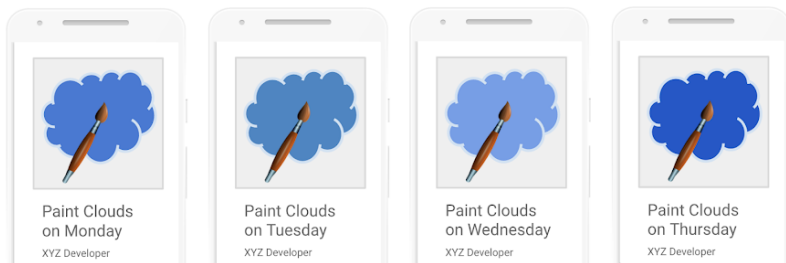 Paint Clouds
on Monday
XYZ Developer
Paint Clouds
on Tuesday
XYZ Developer
Paint Clouds
on Wednesday
XYZ Developer
Paint Clouds
on Thursday
XYZ Developer